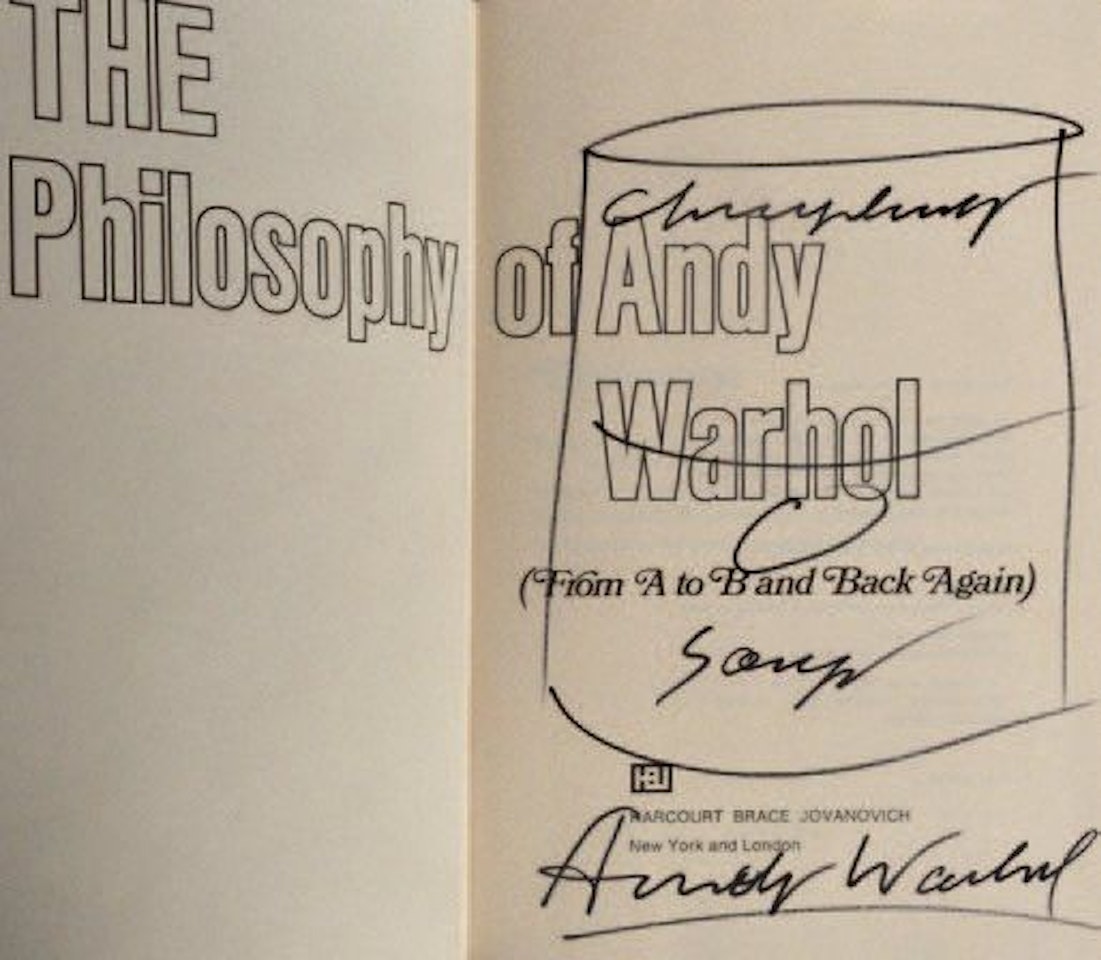 THE
Philosophy of Andy
Warhol
(From A to B and Back Again)
Soup
HARCOURT BRACE JOVANOVICH
New York and London
Andy Warhol